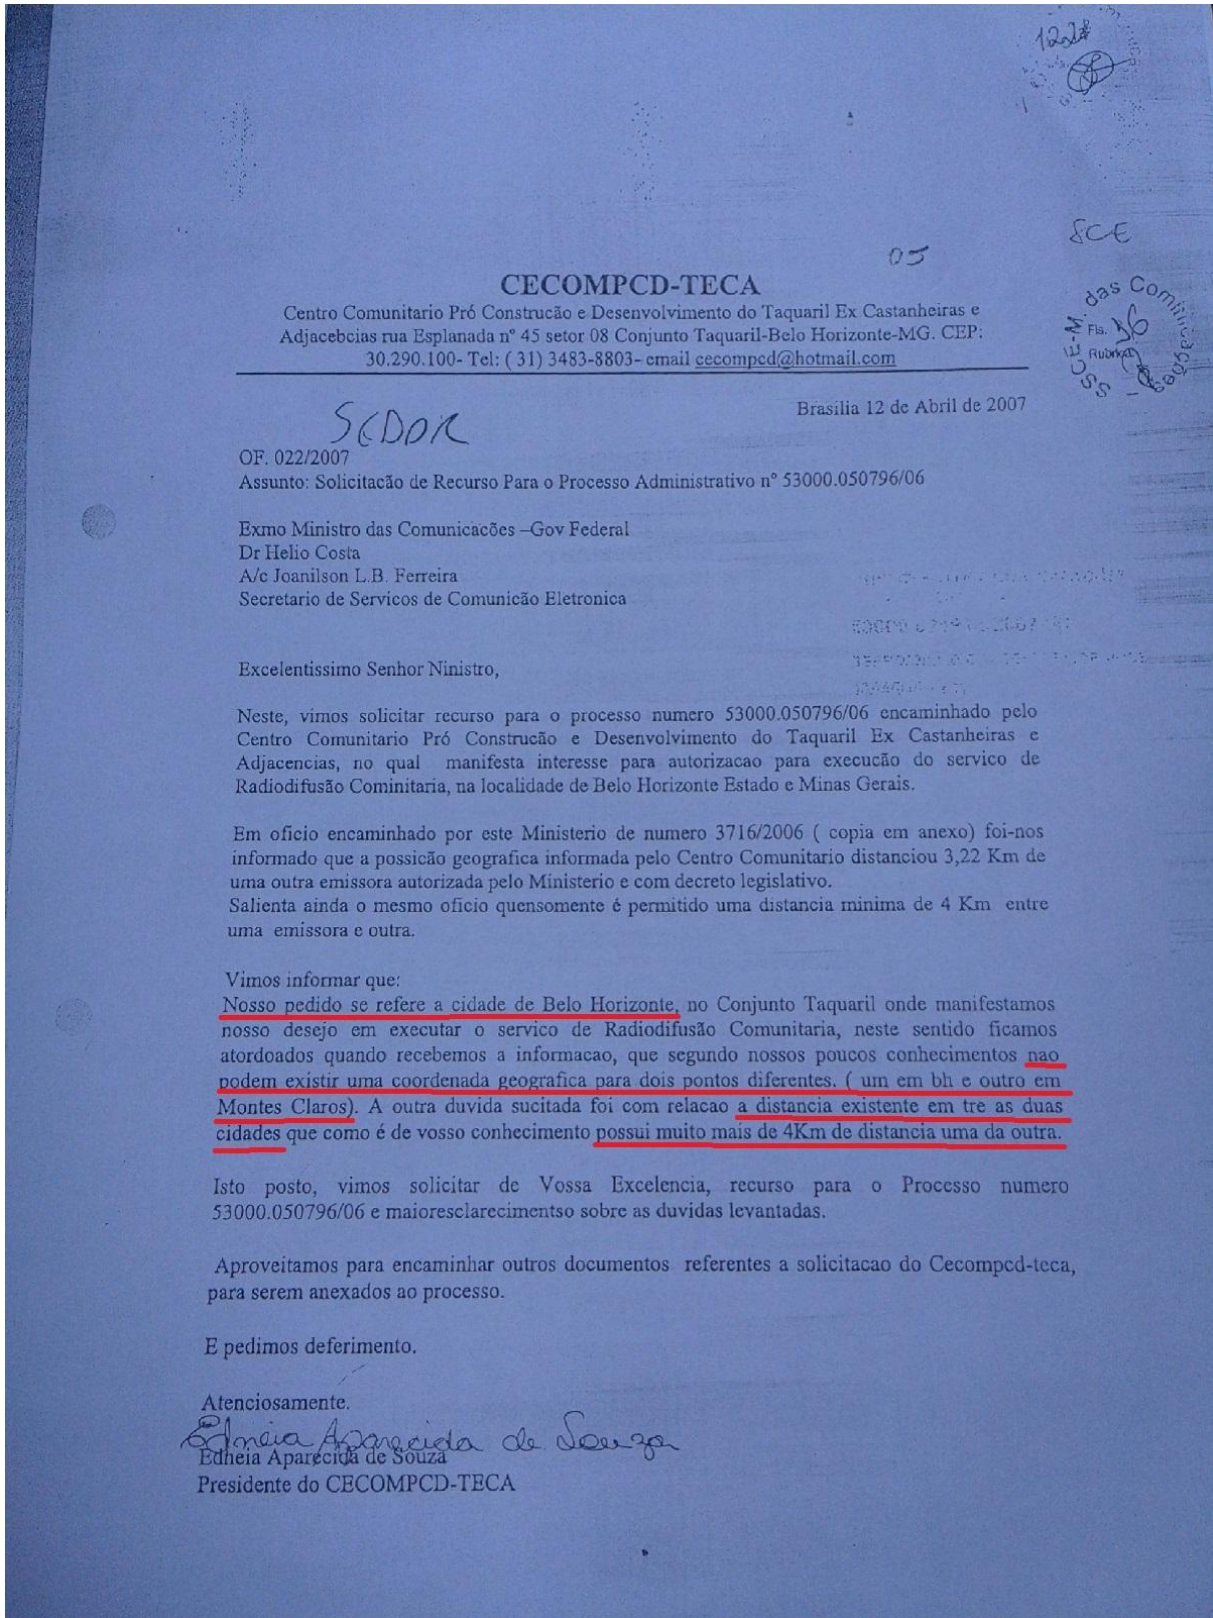 05
SCE
CECOMPCD-TECA
Centro Comunitario Pró Construcão e Desenvolvimento do Taquaril Ex Castanheiras e
Adjacebcias rua Esplanada nº 45 setor 08 Conjunto Taquaril-Belo Horizonte-MG. CEP:
30.290.100- Tel: ( 31) 3483-8803- email cecompcd@hotmail.com
SSCE-M. das Comunicações
Fls. 36
Rubrica
Brasilia 12 de Abril de 2007
OF. 022/2007
Assunto: Solicitacão de Recurso Para o Processo Administrativo nº 53000.050796/06
Exmo Ministro das Comunicacões –Gov Federal
Dr Helio Costa
A/c Joanilson L.B. Ferreira
Secretario de Servicos de Comunicão Eletronica
Excelentissimo Senhor Ninistro,
Neste, vimos solicitar recurso para o processo numero 53000.050796/06 encaminhado pelo
Centro Comunitario Pró Construcão e Desenvolvimento do Taquaril Ex Castanheiras e
Adjacencias, no qual manifesta interesse para autorizacao para execucão do servico de
Radiodifusão Cominitaria, na localidade de Belo Horizonte Estado e Minas Gerais.
Em oficio encaminhado por este Ministerio de numero 3716/2006 ( copia em anexo) foi-nos
informado que a possicão geografica informada pelo Centro Comunitario distanciou 3,22 Km de
uma outra emissora autorizada pelo Ministerio e com decreto legislativo.
Salienta ainda o mesmo oficio quensomente é permitido uma distancia minima de 4 Km entre
uma emissora e outra.
Vimos informar que:
Nosso pedido se refere a cidade de Belo Horizonte, no Conjunto Taquaril onde manifestamos
nosso desejo em executar o servico de Radiodifusão Comunitaria, neste sentido ficamos
atordoados quando recebemos a informacao, que segundo nossos poucos conhecimentos nao
podem existir uma coordenada geografica para dois pontos diferentes. ( um em bh e outro em
Montes Claros). A outra duvida sucitada foi com relacao a distancia existente em tre as duas
cidades que como é de vosso conhecimento possui muito mais de 4Km de distancia uma da outra.
Isto posto, vimos solicitar de Vossa Excelencia, recurso para o Processo numero
53000.050796/06 e maioresclarecimentso sobre as duvidas levantadas.
Aproveitamos para encaminhar outros documentos referentes a solicitacao do Cecompcd-teca,
para serem anexados ao processo.
E pedimos deferimento.
Atenciosamente.
Edneia Aparecida de Souza
Edneia Aparecida de Souza
Presidente do CECOMPCD-TECA